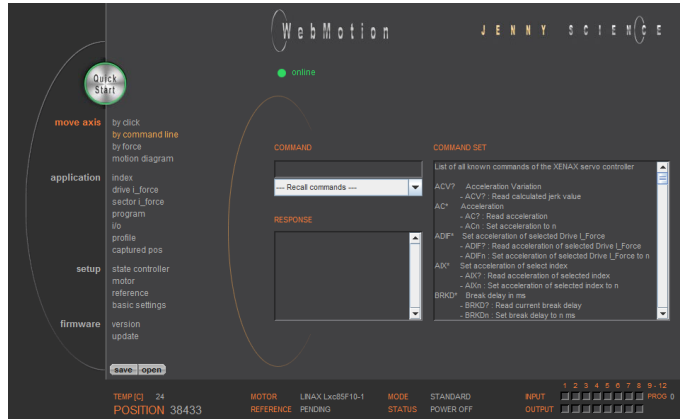 WebMotion
JENNY SCIENCE
online
Quick
Start
move axis
by click
by command line
by force
motion diagram
application
index
drive i_force
sector i_force
program
i/o
profile
captured pos
setup
state controller
motor
reference
basic settings
firmware
version
update
save open
COMMAND
---- Recall commands ----
RESPONSE
COMMAND SET
List of all known commands of the XENAX servo controller
ACV? Acceleration Variation
- ACV? : Read calculated jerk value
AC* Acceleration
- AC? : Read acceleration
- ACn : Set acceleration to n
ADIF* Set acceleration of selected Drive I_Force
- ADIF? : Read acceleration of selected Drive I_Force
- ADIFn : Set acceleration of selected Drive I_Force to n
AIX* Set acceleration of select index
- AIX? : Read acceleration of selected index
- AIXn : Set acceleration of selected index to n
BRKD* Break delay in ms
- BRKD? : Read current break delay
- BRKDn : Set break delay to n ms
TEMP [C] 24
POSITION 38433
MOTOR LINAX Lxc85F10-1
REFERENCE PENDING
MODE STANDARD
STATUS POWER OFF
1 2 3 4 5 6 7 8 9 - 12
INPUT PROG 0
OUTPUT